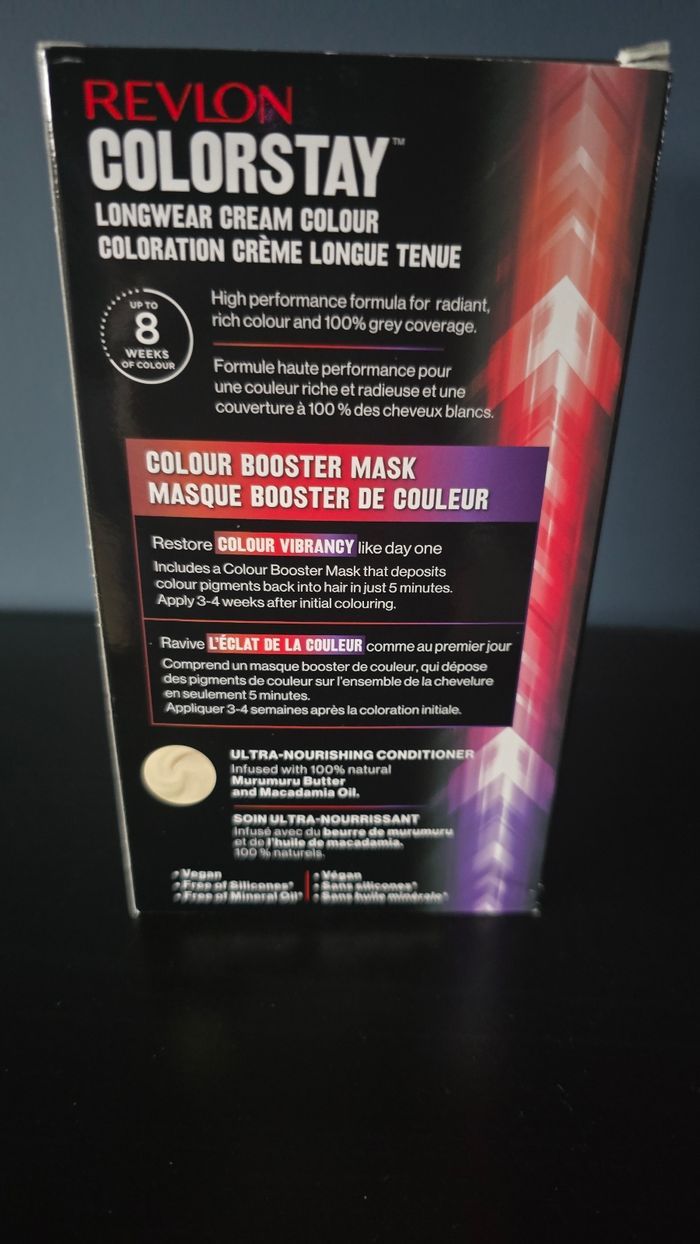 REVLON
COLORSTAY™
LONGWEAR CREAM COLOUR
COLORATION CRÈME LONGUE TENUE
UP TO
8
WEEKS
OF COLOUR
High performance formula for radiant,
rich colour and 100% grey coverage.
Formule haute performance pour
une couleur riche et radieuse et une
couverture à 100 % des cheveux blancs.
COLOUR BOOSTER MASK
MASQUE BOOSTER DE COULEUR
Restore COLOUR VIBRANCY like day one
Includes a Colour Booster Mask that deposits
colour pigments back into hair in just 5 minutes.
Apply 3-4 weeks after initial colouring.
Ravive L'ÉCLAT DE LA COULEUR comme au premier jour
Comprend un masque booster de couleur, qui dépose
des pigments de couleur sur l'ensemble de la chevelure
en seulement 5 minutes.
Appliquer 3-4 semaines après la coloration initiale.
ULTRA-NOURISHING CONDITIONER
Infused with 100% natural
Murumuru Butter
and Macadamia Oil.
SOIN ULTRA-NOURRISSANT
Infusé avec du beurre de murumuru
et de l'huile de macadamia,
100 % naturels.
• Vegan
• Free of Silicones*
• Free of Mineral Oil*
• Végan
• Sans silicones*
• Sans huile minérale*